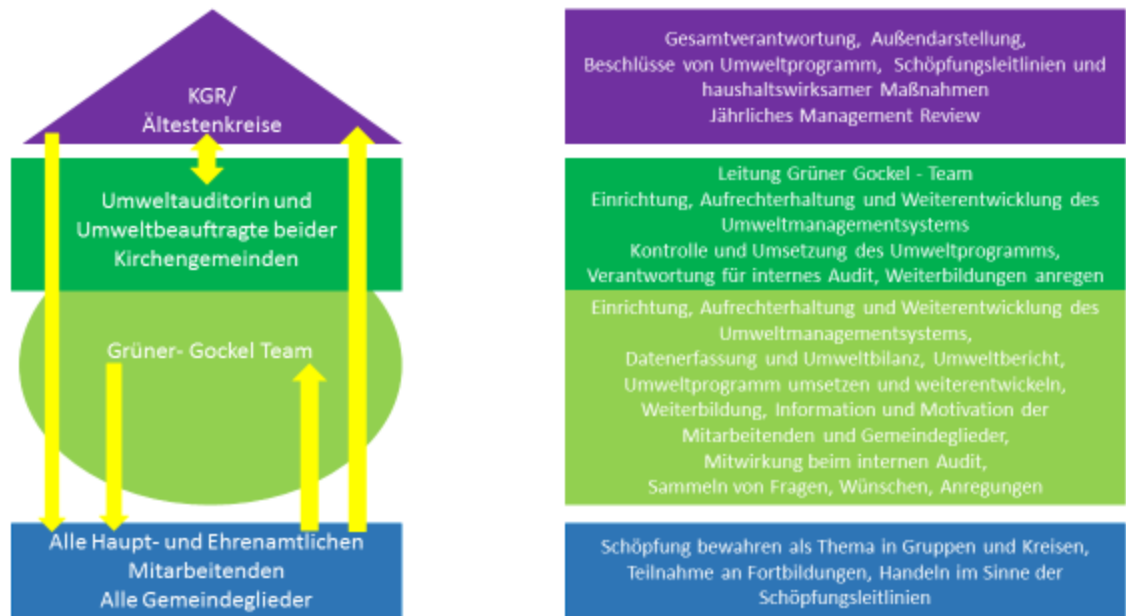 KGR/
Ältestenkreise
Umweltauditorin und
Umweltbeauftragte beider
Kirchengemeinden
Grüner- Gockel Team
Alle Haupt- und Ehrenamtlichen
Mitarbeitenden
Alle Gemeindeglieder
Gesamtverantwortung, Außendarstellung,
Beschlüsse von Umweltprogramm, Schöpfungsleitlinien und
haushaltswirksamer Maßnahmen
Jährliches Management Review
Leitung Grüner Gockel - Team
Einrichtung, Aufrechterhaltung und Weiterentwicklung des
Umweltmanagementsystems
Kontrolle und Umsetzung des Umweltprogramms,
Verantwortung für internes Audit, Weiterbildungen anregen
Einrichtung, Aufrechterhaltung und Weiterentwicklung des
Umweltmanagementsystems,
Datenerfassung und Umweltbilanz, Umweltbericht,
Umweltprogramm umsetzen und weiterentwickeln,
Weiterbildung, Information und Motivation der
Mitarbeitenden und Gemeindeglieder,
Mitwirkung beim internen Audit,
Sammeln von Fragen, Wünschen, Anregungen
Schöpfung bewahren als Thema in Gruppen und Kreisen,
Teilnahme an Fortbildungen, Handeln im Sinne der
Schöpfungsleitlinien